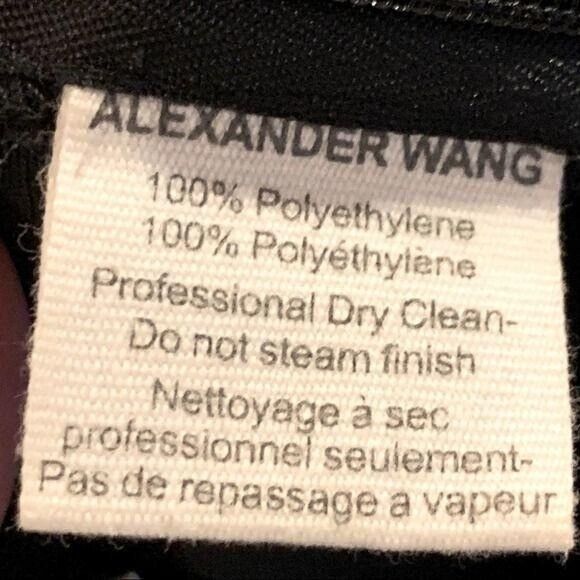 ALEXANDER WANG
100% Polyethylene
100% Polyéthylène
Professional Dry Clean-
Do not steam finish
Nettoyage à sec
professionnel seulement-
Pas de repassage a vapeur